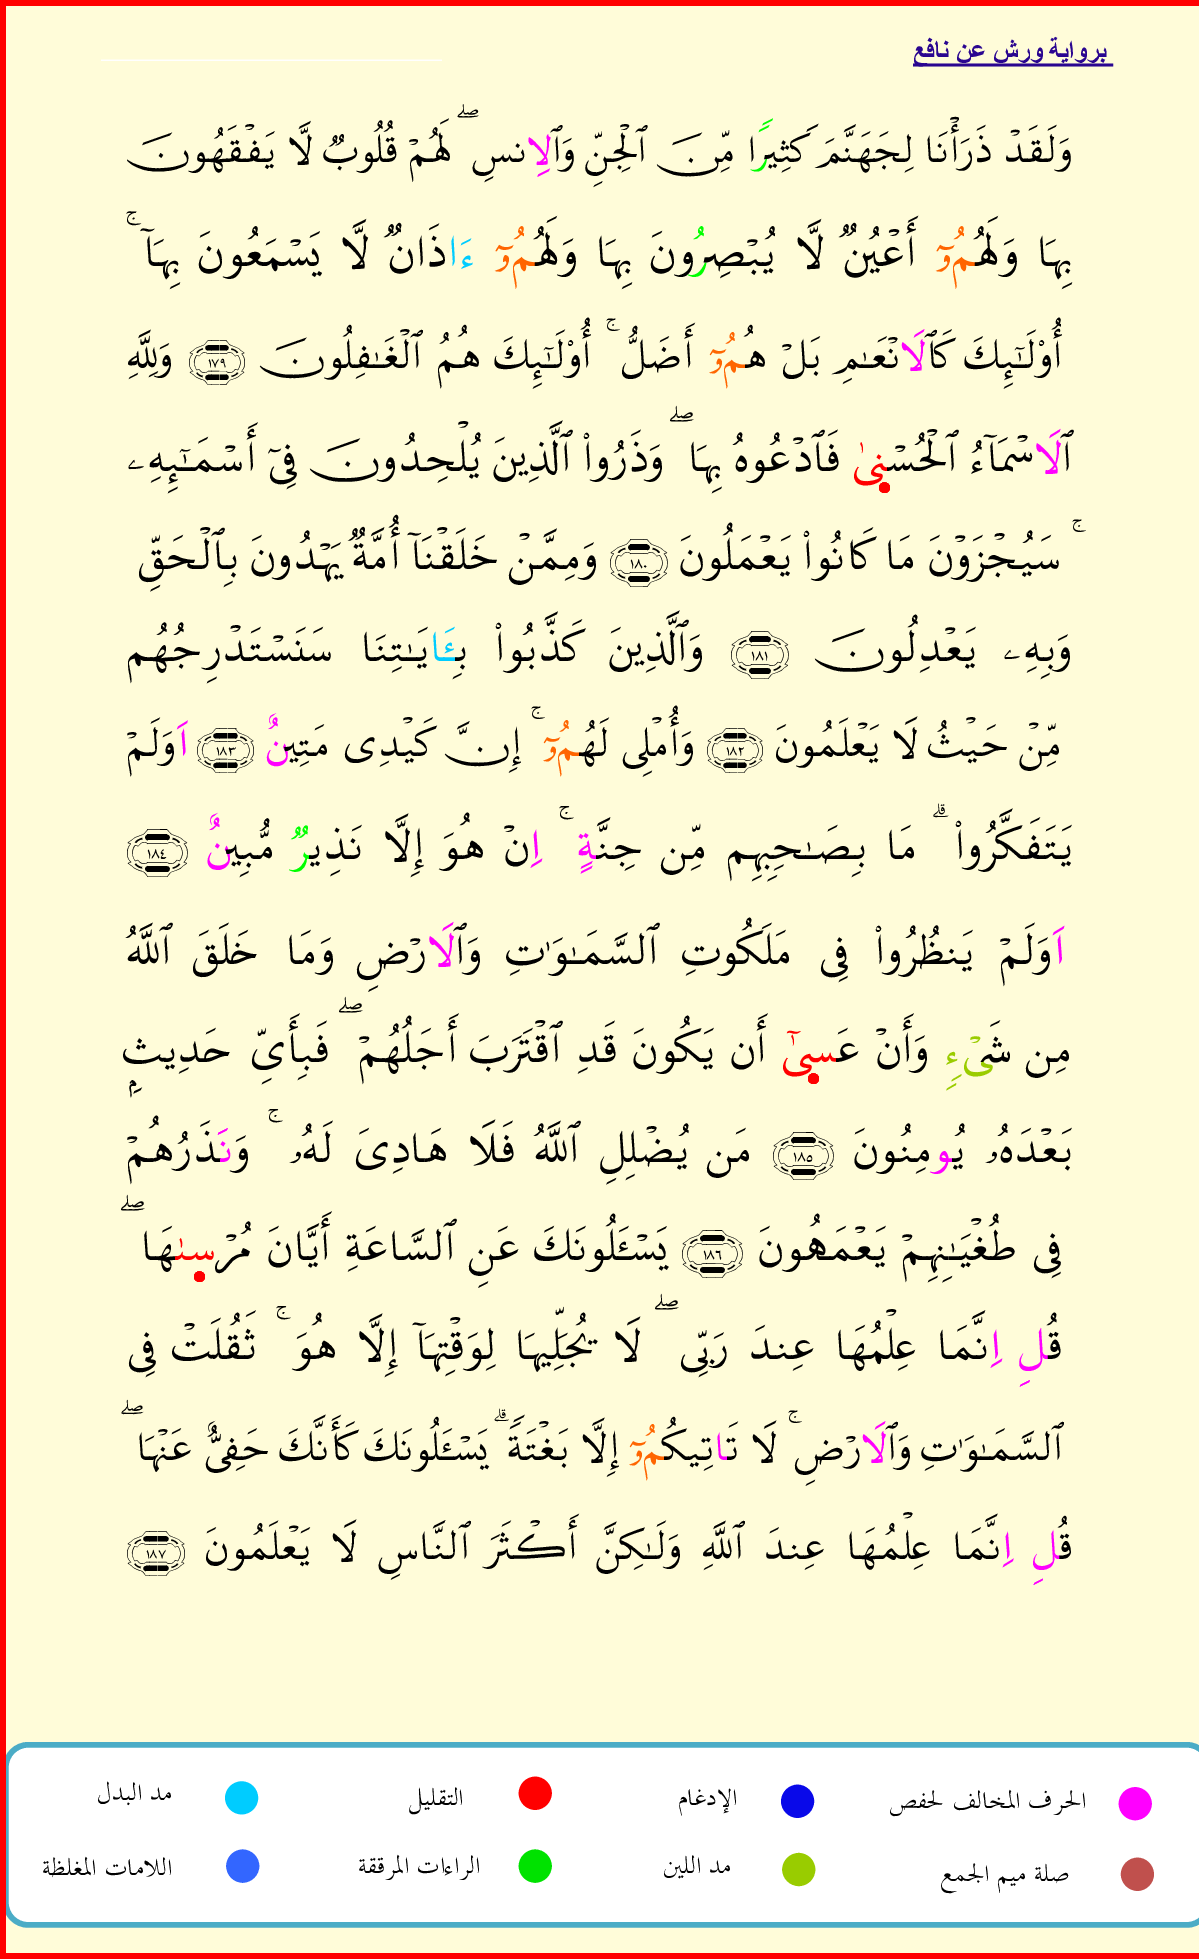 برواية ورش عن نافع
وَلَقَدْ ذَرَأْنَا لِجَهَنَّمَ كَثِيرًا مِّنَ ٱلْجِنِّ وَٱلِانسِ ۖ لَهُمْ قُلُوبٌ لَّا يَفْقَهُونَ
بِهَا وَلَهُمُۥٓ أَعْيُنٌ لَّا يُبْصِرُونَ بِهَا وَلَهُمُۥٓ ءَاذَانٌ لَّا يَسْمَعُونَ بِهَآ ۚ
أُوْلَٰٓئِكَ كَٱلَانْعَٰمِ بَلْ هُمُۥٓ أَضَلُّ ۚ أُوْلَٰٓئِكَ هُمُ ٱلْغَٰفِلُونَ ١٧٩ وَلِلَّهِ
ٱلَاسْمَآءُ ٱلْحُسْنٜىٰ فَٱدْعُوهُ بِهَا ۖ وَذَرُواْ ٱلَّذِينَ يُلْحِدُونَ فِىٓ أَسْمَٰٓئِهِۦ
ۚ سَيُجْزَوْنَ مَا كَانُواْ يَعْمَلُونَ ١٨٠ وَمِمَّنْ خَلَقْنَآ أُمَّةٌ يَهْدُونَ بِٱلْحَقِّ
وَبِهِۦ يَعْدِلُونَ ١٨١ وَٱلَّذِينَ كَذَّبُواْ بِـَٔايَٰتِنَا سَنَسْتَدْرِجُهُم
مِّنْ حَيْثُ لَا يَعْلَمُونَ ١٨٢ وَأُمْلِى لَهُمُۥٓ ۚ إِنَّ كَيْدِى مَتِينٌ ١٨٣ اَوَلَمْ
يَتَفَكَّرُواْ ۗ مَا بِصَٰحِبِهِم مِّن جِنَّةٍ ۚ اِنْ هُوَ إِلَّا نَذِيرٌ مُّبِينٌ ١٨٤
اَوَلَمْ يَنظُرُواْ فِى مَلَكُوتِ ٱلسَّمَٰوَٰتِ وَٱلَارْضِ وَمَا خَلَقَ ٱللَّهُ
مِن شَىْءٍ وَأَنْ عَسٜىٰٓ أَن يَكُونَ قَدِ ٱقْتَرَبَ أَجَلُهُمْ ۖ فَبِأَىِّ حَدِيثِۭ
بَعْدَهُۥ يُومِنُونَ ١٨٥ مَن يُضْلِلِ ٱللَّهُ فَلَا هَادِىَ لَهُۥ ۚ وَنَذَرُهُمْ
فِى طُغْيَٰنِهِمْ يَعْمَهُونَ ١٨٦ يَسْـَٔلُونَكَ عَنِ ٱلسَّاعَةِ أَيَّانَ مُرْسٜىٰهَا ۖ
قُلِ اِنَّمَا عِلْمُهَا عِندَ رَبِّى ۖ لَا يُجَلِّيهَا لِوَقْتِهَآ إِلَّا هُوَ ۚ ثَقُلَتْ فِى
ٱلسَّمَٰوَٰتِ وَٱلَارْضِ ۚ لَا تَاتِيكُمُۥٓ إِلَّا بَغْتَةً ۗ يَسْـَٔلُونَكَ كَأَنَّكَ حَفِىٌّ عَنْهَا ۖ
قُلِ اِنَّمَا عِلْمُهَا عِندَ ٱللَّهِ وَلَٰكِنَّ أَكْثَرَ ٱلنَّاسِ لَا يَعْلَمُونَ ١٨٧
الحرف المخالف لحفص الإدغام التقليل مد البدل
صلة ميم الجمع مد اللين الراءات المرققة اللامات المغلظة